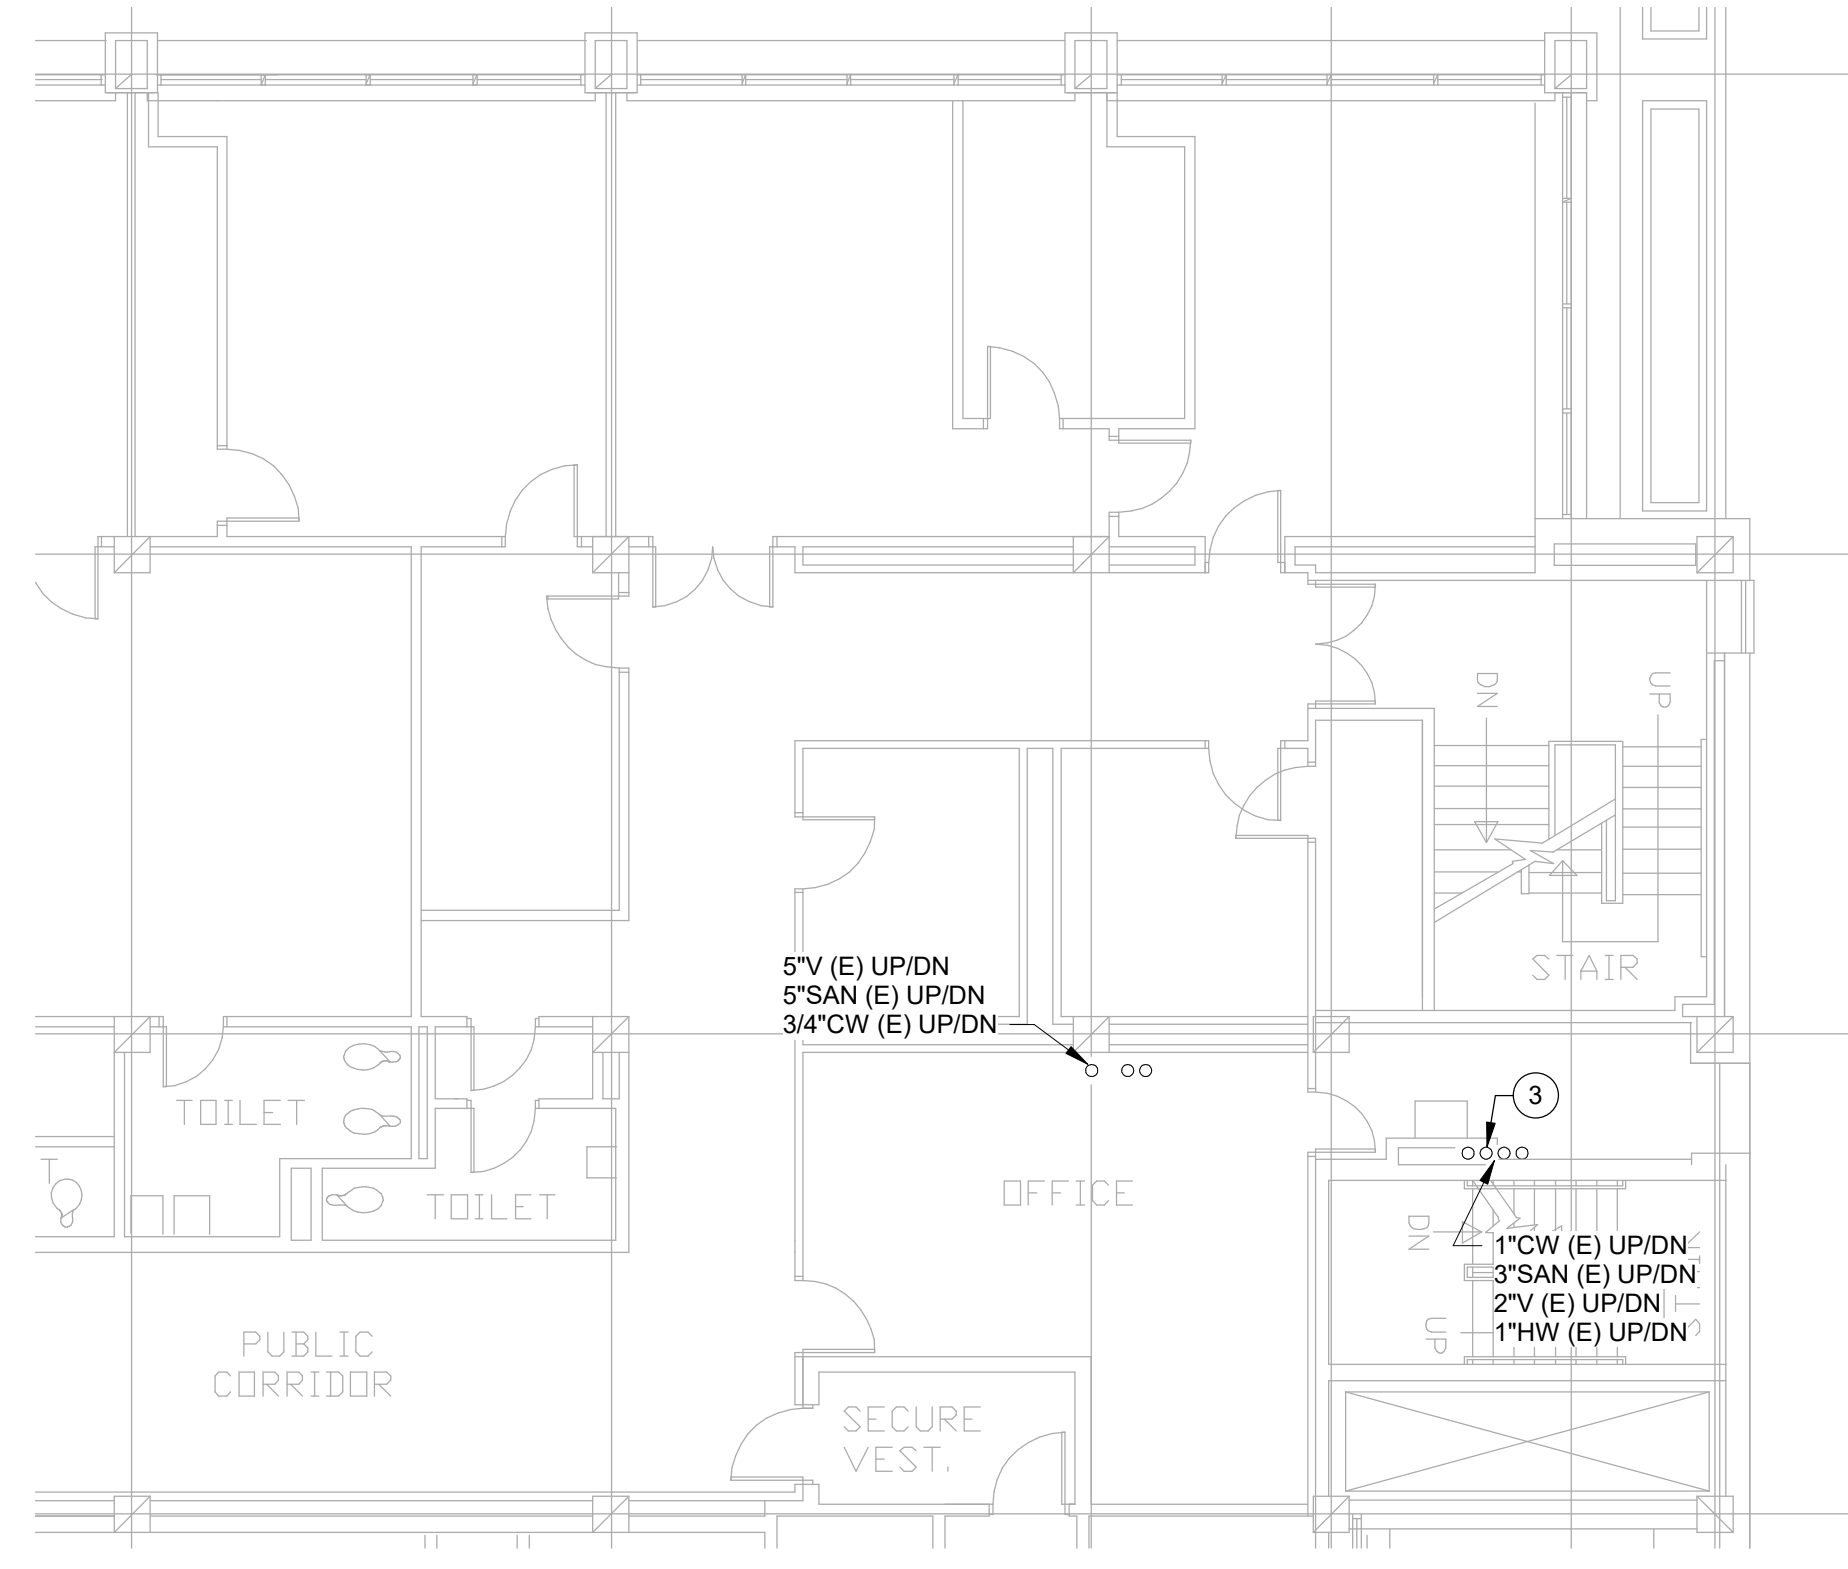 DN
UP
STAIR
5"V (E) UP/DN
5"SAN (E) UP/DN
3/4"CW (E) UP/DN
3
TOILET
T
TOILET
OFFICE
DN
1"CW (E) UP/DN
3"SAN (E) UP/DN
2"V (E) UP/DN
1"HW (E) UP/DN
UP
PUBLIC
CORRIDOR
SECURE
VEST.